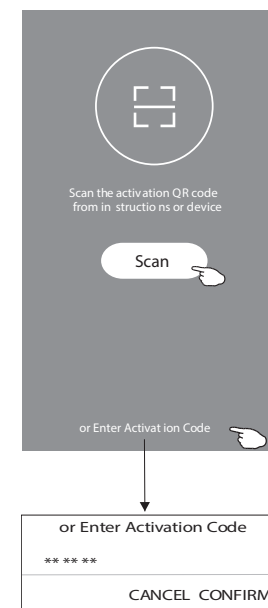 Scan the activation QR code
from in structio ns or device
Scan
or Enter Activat ion Code
or Enter Activation Code
** ** **
CANCEL CONFIRM